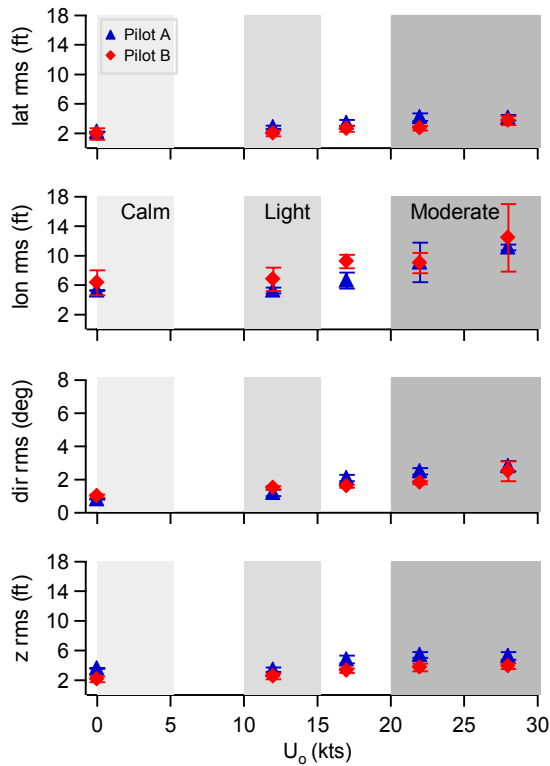 lat rms (ft)
18
14
10
6
2
Pilot A
Pilot B
lon rms (ft)
18
14
10
6
2
Calm
Light
Moderate
dir rms (deg)
8
6
4
2
0
z rms (ft)
18
14
10
6
2
0 5 10 15 20 25 30
U₀ (kts)